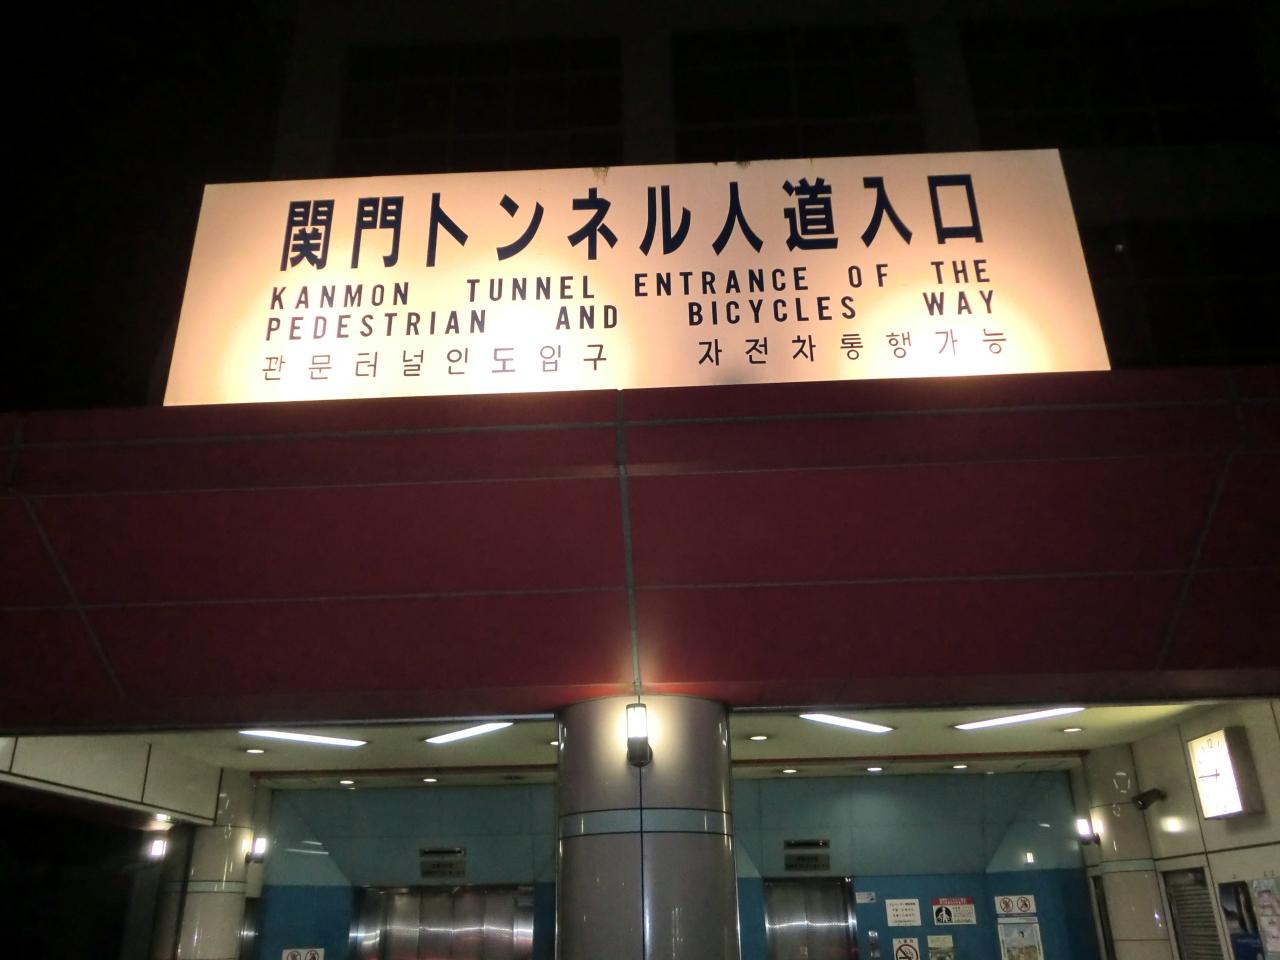 関門トンネル人道入口
KANMON TUNNEL ENTRANCE OF THE
PEDESTRIAN AND BICYCLES WAY
관문터널인도입구 자전차통행가능
12